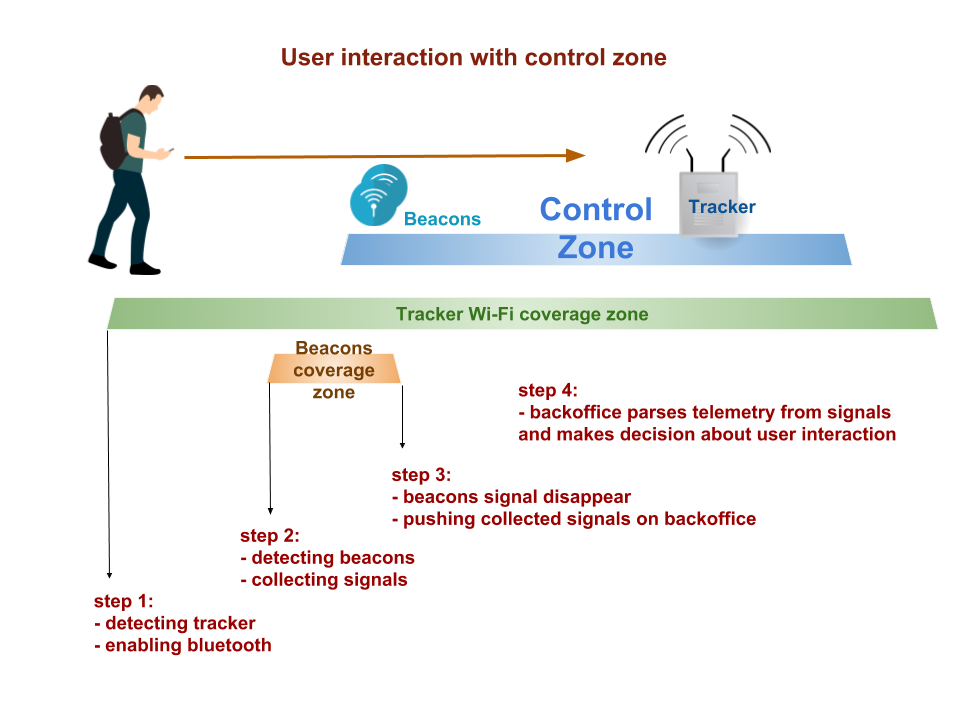 User interaction with control zone
Beacons
Control
Zone
Tracker
Tracker Wi-Fi coverage zone
Beacons
coverage
zone
step 4:
- backoffice parses telemetry from signals
and makes decision about user interaction
step 3:
- beacons signal disappear
- pushing collected signals on backoffice
step 2:
- detecting beacons
- collecting signals
step 1:
- detecting tracker
- enabling bluetooth